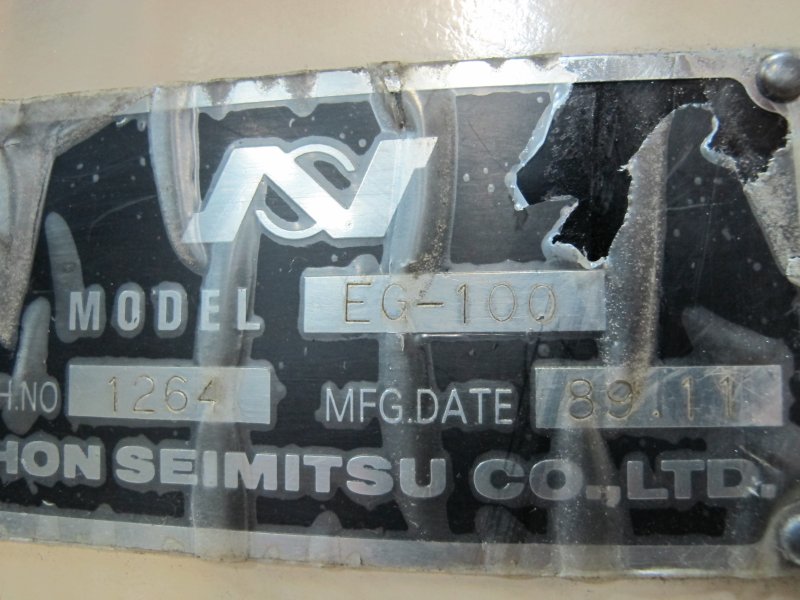 MODEL EG-100
H.NO 1264 MFG.DATE 89.11
HON SEIMITSU CO.,LTD.